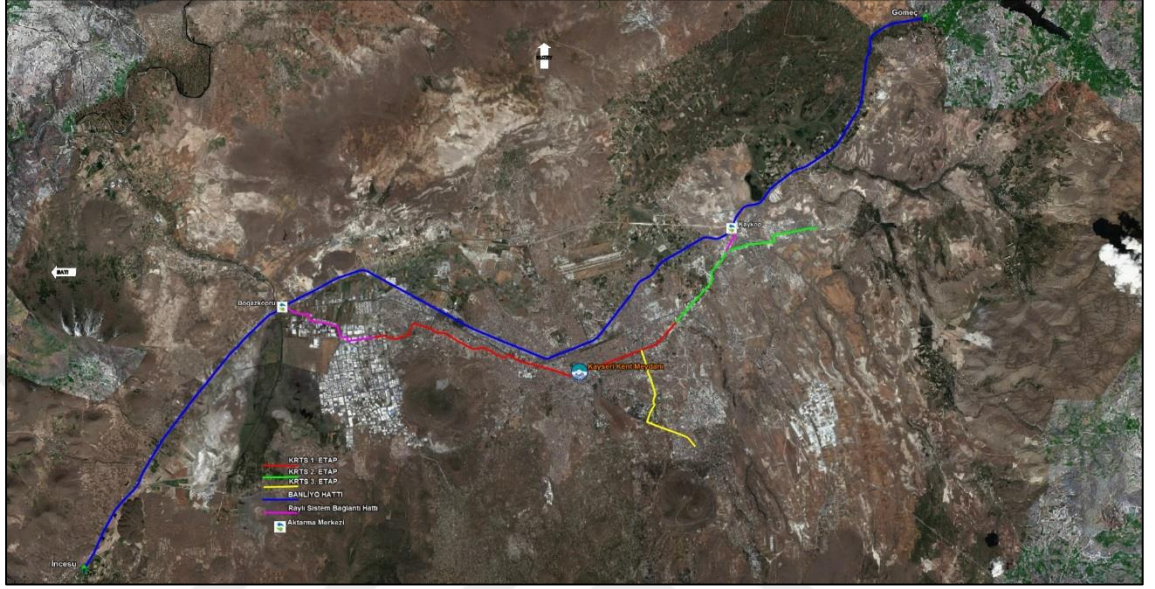 Gömeç
BATI
Kayköp
Boğazköprü
Kayseri Kent Meydanı
KRTS 1. ETAP
KRTS 2. ETAP
KRTS 3. ETAP
BANLİYÖ HATTI
Raylı Sistem Bağlantı Hattı
Aktarma Merkezi
İncesu